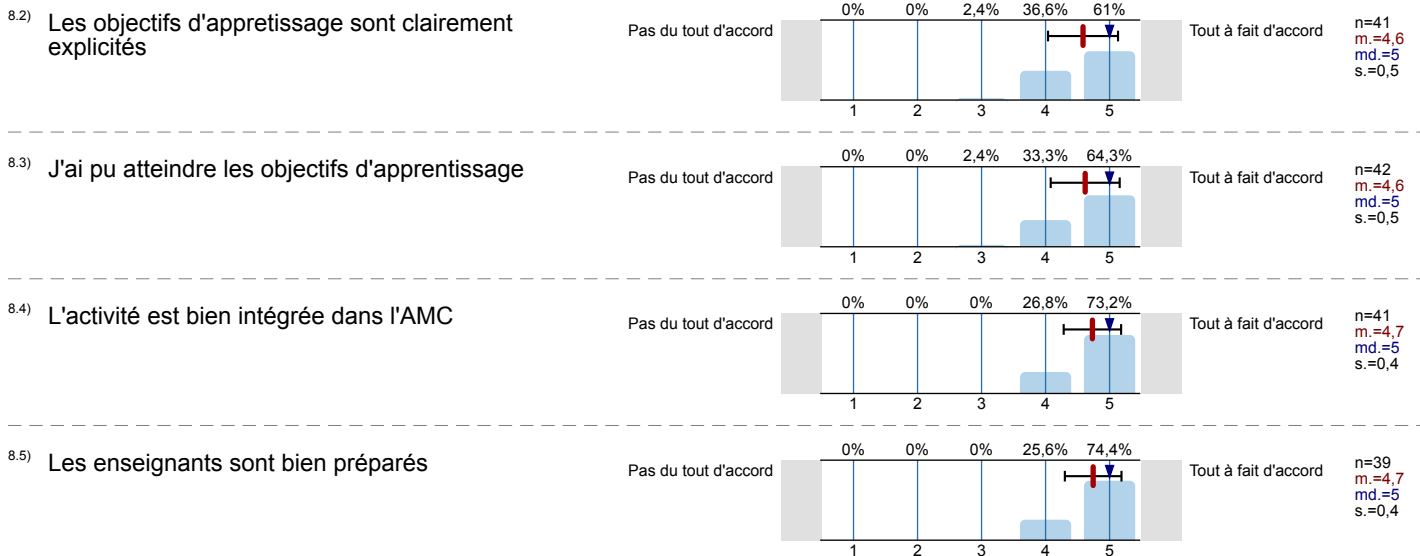 8.2) Les objectifs d'appretissage sont clairement
explicités
0% 0% 2,4% 36,6% 61%
Pas du tout d'accord
Tout à fait d'accord
n=41
m.=4,6
md.=5
s.=0,5
1 2 3 4 5
8.3) J'ai pu atteindre les objectifs d'apprentissage
0% 0% 2,4% 33,3% 64,3%
Pas du tout d'accord
Tout à fait d'accord
n=42
m.=4,6
md.=5
s.=0,5
1 2 3 4 5
8.4) L'activité est bien intégrée dans l'AMC
0% 0% 0% 26,8% 73,2%
Pas du tout d'accord
Tout à fait d'accord
n=41
m.=4,7
md.=5
s.=0,4
1 2 3 4 5
8.5) Les enseignants sont bien préparés
0% 0% 0% 25,6% 74,4%
Pas du tout d'accord
Tout à fait d'accord
n=39
m.=4,7
md.=5
s.=0,4
1 2 3 4 5